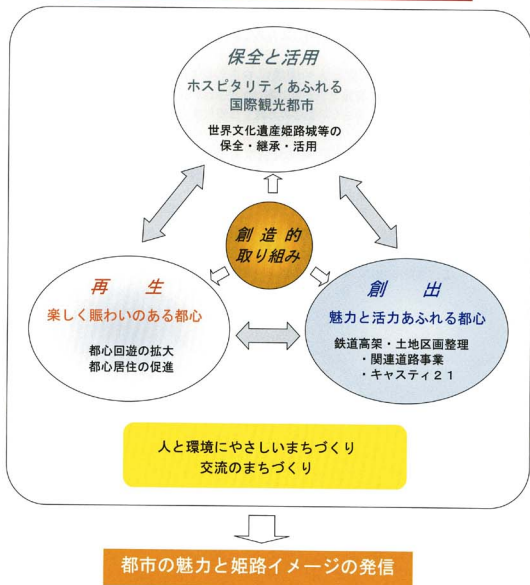 保全と活用
ホスピタリティあふれる
国際観光都市
世界文化遺産姫路城等の
保全・継承・活用
創造的
取り組み
再　生
楽しく賑わいのある都心
都心回遊の拡大
都心居住の促進
創　出
魅力と活力あふれる都心
鉄道高架・土地区画整理
・関連道路事業
・キャスティ２１
人と環境にやさしいまちづくり
交流のまちづくり
都市の魅力と姫路イメージの発信